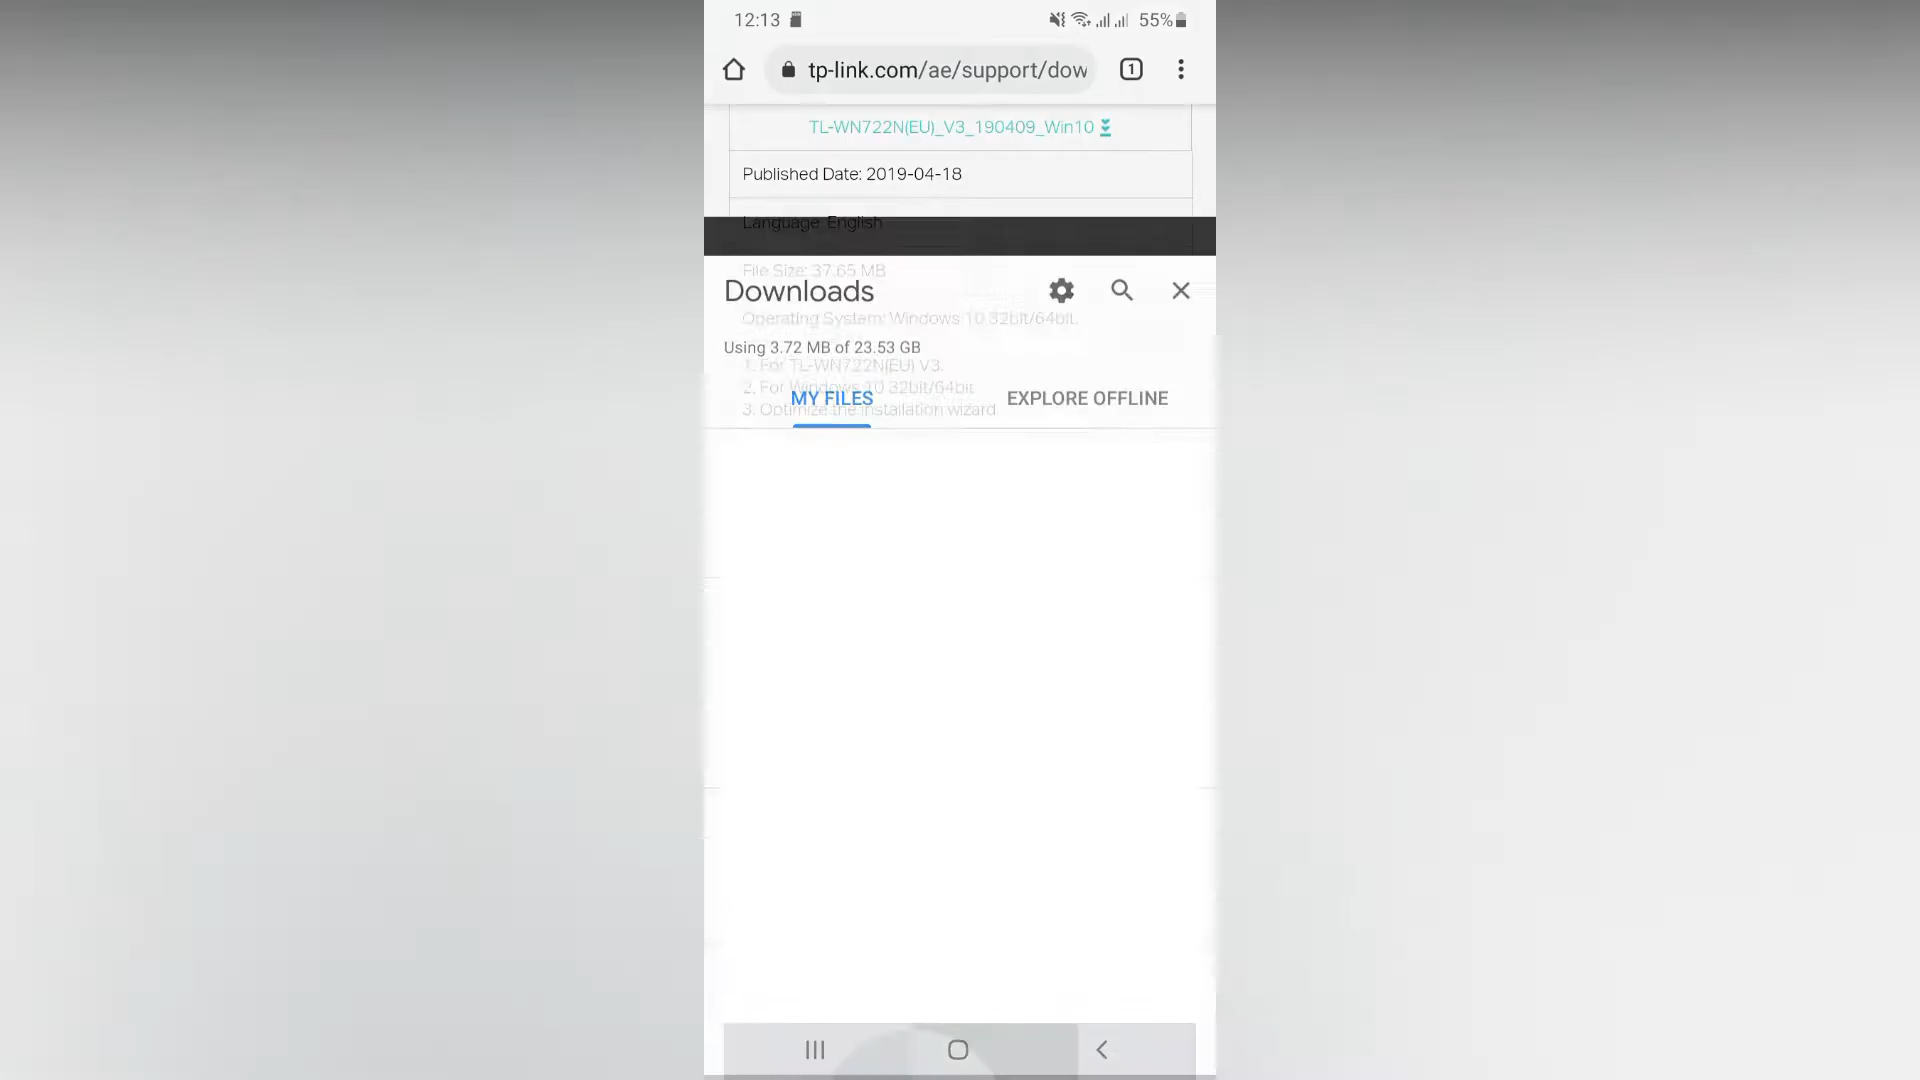 12:13 55%
tp-link.com/ae/support/dow 1
TL-WN722N(EU)_V3_190409_Win10
Published Date: 2019-04-18
Language: English
File Size: 37.65 MB
Downloads
Operating System: Windows 10 32bit/64bit.
Using 3.72 MB of 23.53 GB
1. For TL-WN722N(EU) V3.
2. For Windows 10 32bit/64bit
MY FILES EXPLORE OFFLINE
3. Optimize the installation wizard